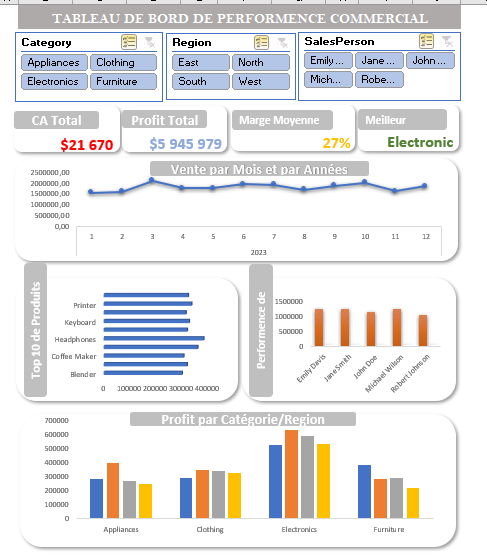 TABLEAU DE BORD DE PERFORMENCE COMMERCIAL
Category
Appliances Clothing
Electronics Furniture
Region
East North
South West
SalesPerson
Emily ... Jane ... John ...
Mich... Robe...
CA Total
$21 670
Profit Total
$5 945 979
Marge Moyenne
27%
Meilleur
Electronic
Vente par Mois et par Années
2500000,00
2000000,00
1500000,00
1000000,00
500000,00
0,00
1 2 3 4 5 6 7 8 9 10 11 12
2023
Top 10 de Produits
Printer
Keyboard
Headphones
Coffee Maker
Blender
0 100000 200000 300000 400000
Performence de
1500000
1000000
500000
0
Emily Davis
Jane Smith
John Doe
Michael Wilson
Robert Johnson
Profit par Catégorie/Region
700000
600000
500000
400000
300000
200000
100000
0
Appliances Clothing Electronics Furniture